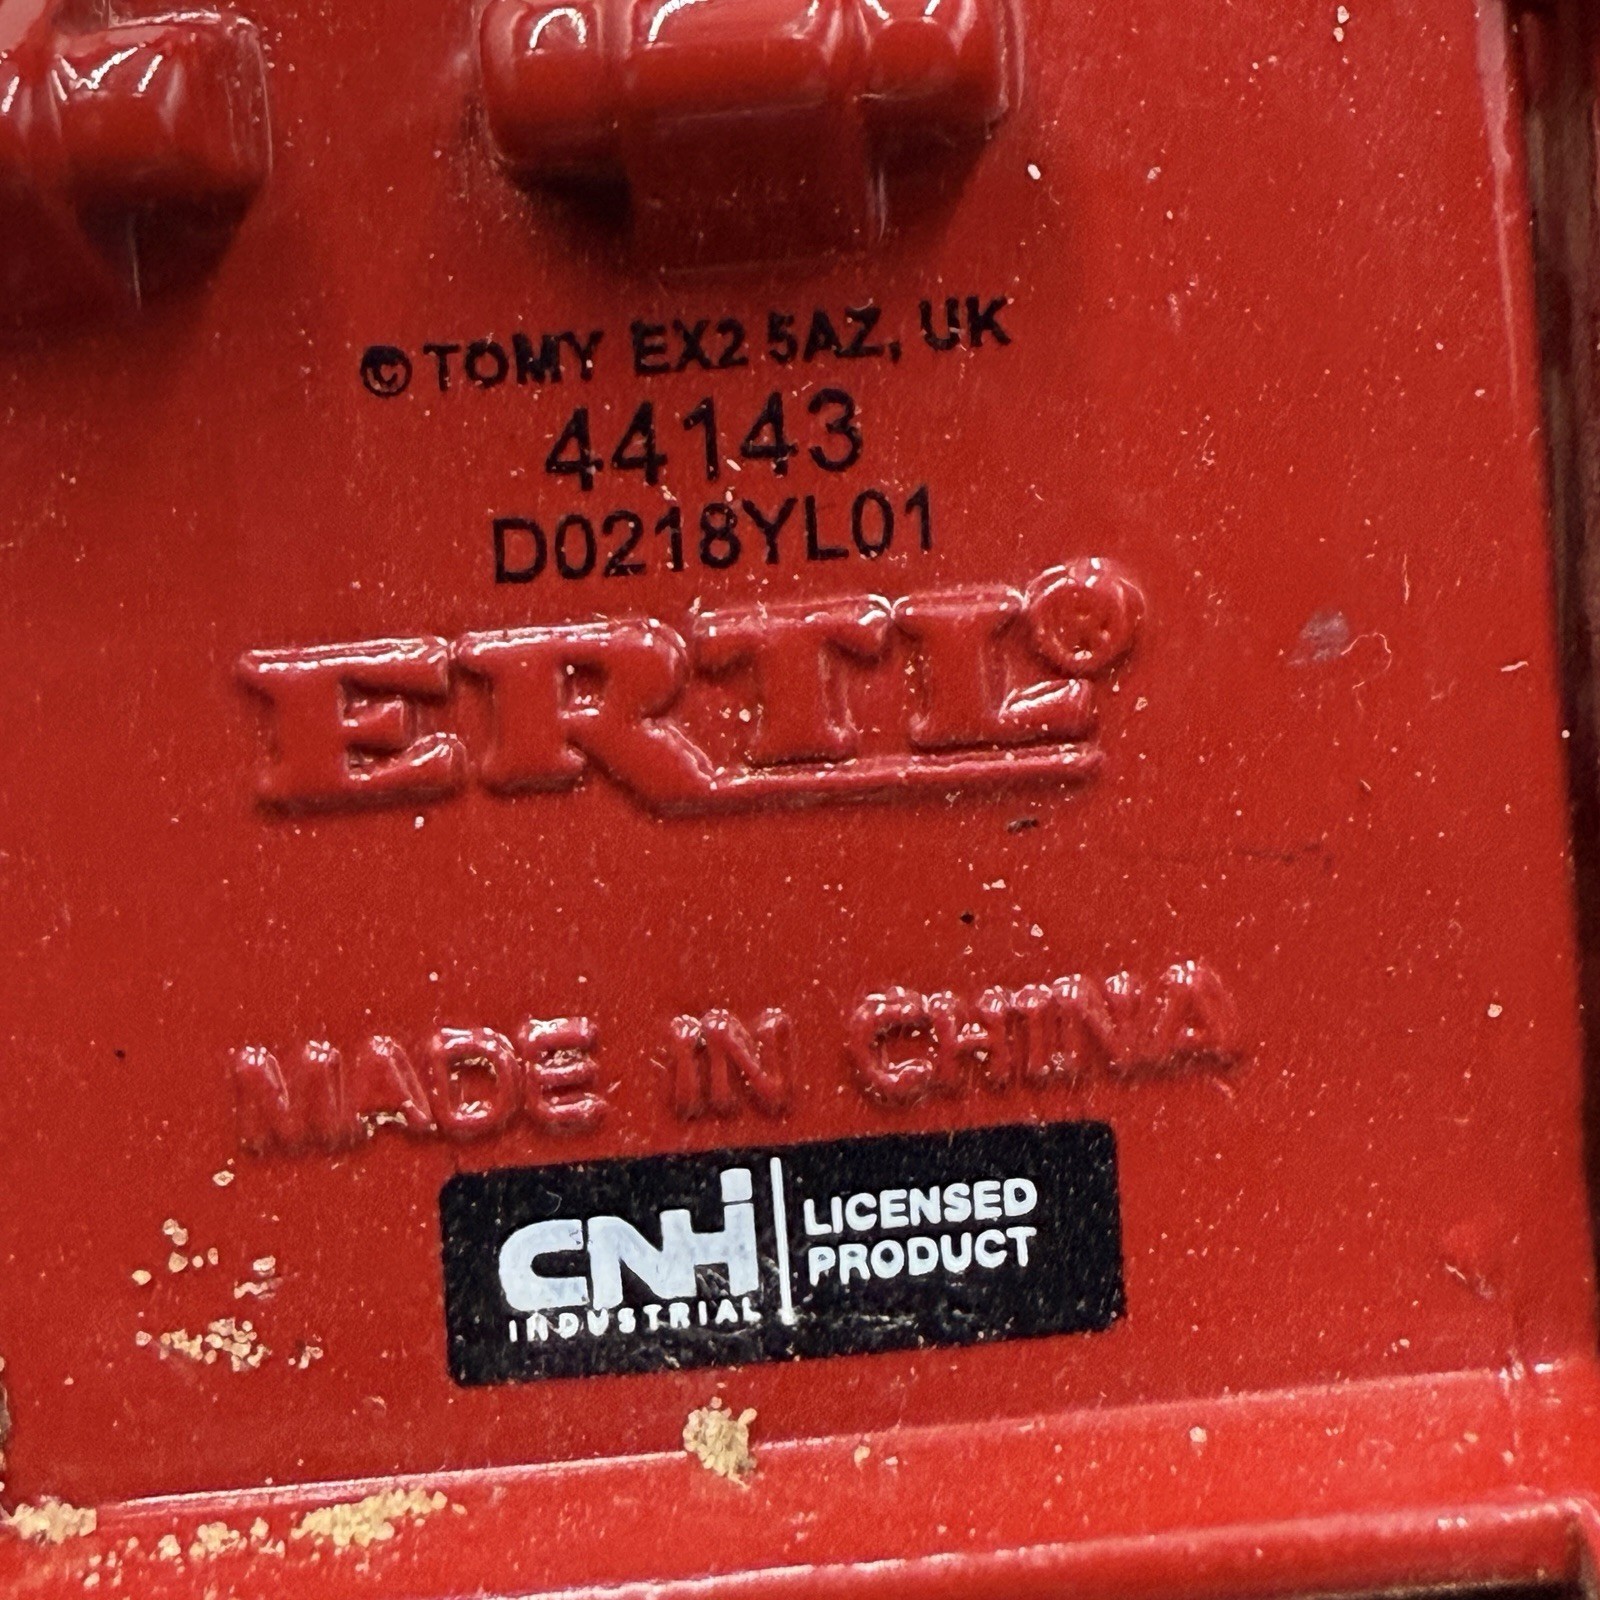 © TOMY EX2 5AZ, UK
44143
D0218YL01
ERTL®
MADE IN CHINA
CNH
INDUSTRIAL
LICENSED
PRODUCT